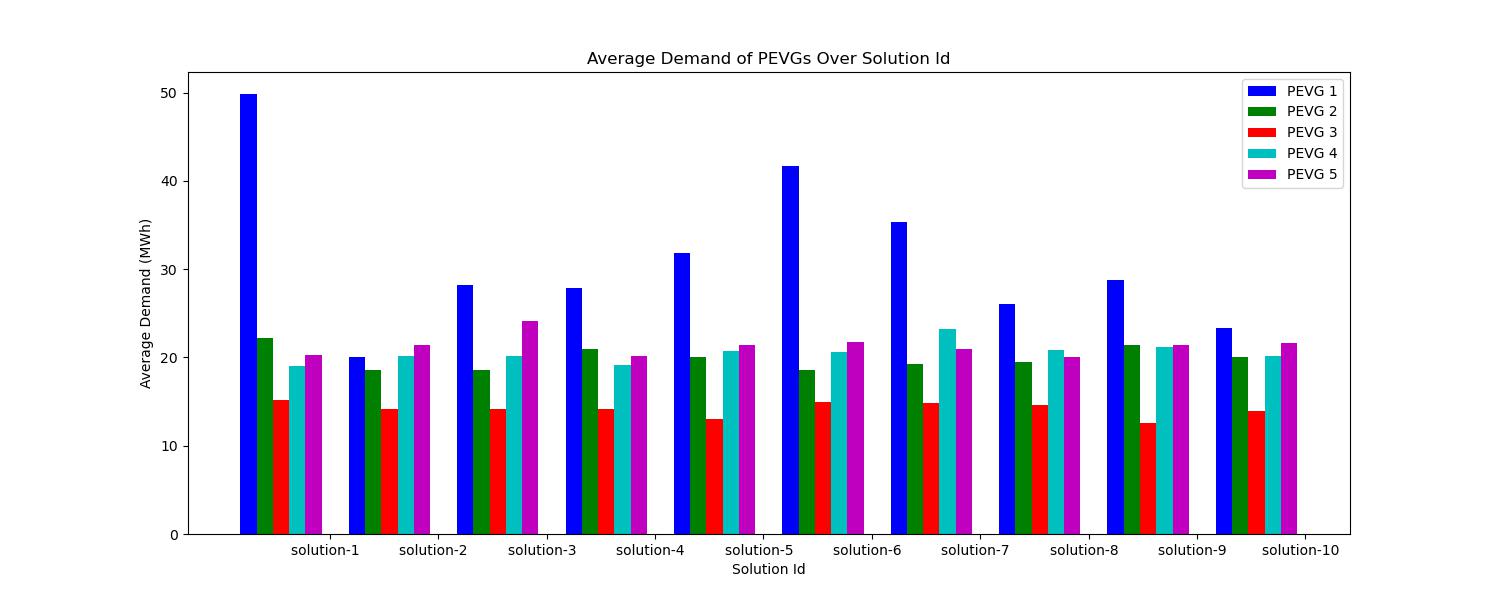 Average Demand of PEVGs Over Solution Id
PEVG 1
PEVG 2
PEVG 3
PEVG 4
PEVG 5
Average Demand (MWh)
50
40
30
20
10
0
solution-1 solution-2 solution-3 solution-4 solution-5 solution-6 solution-7 solution-8 solution-9 solution-10
Solution Id